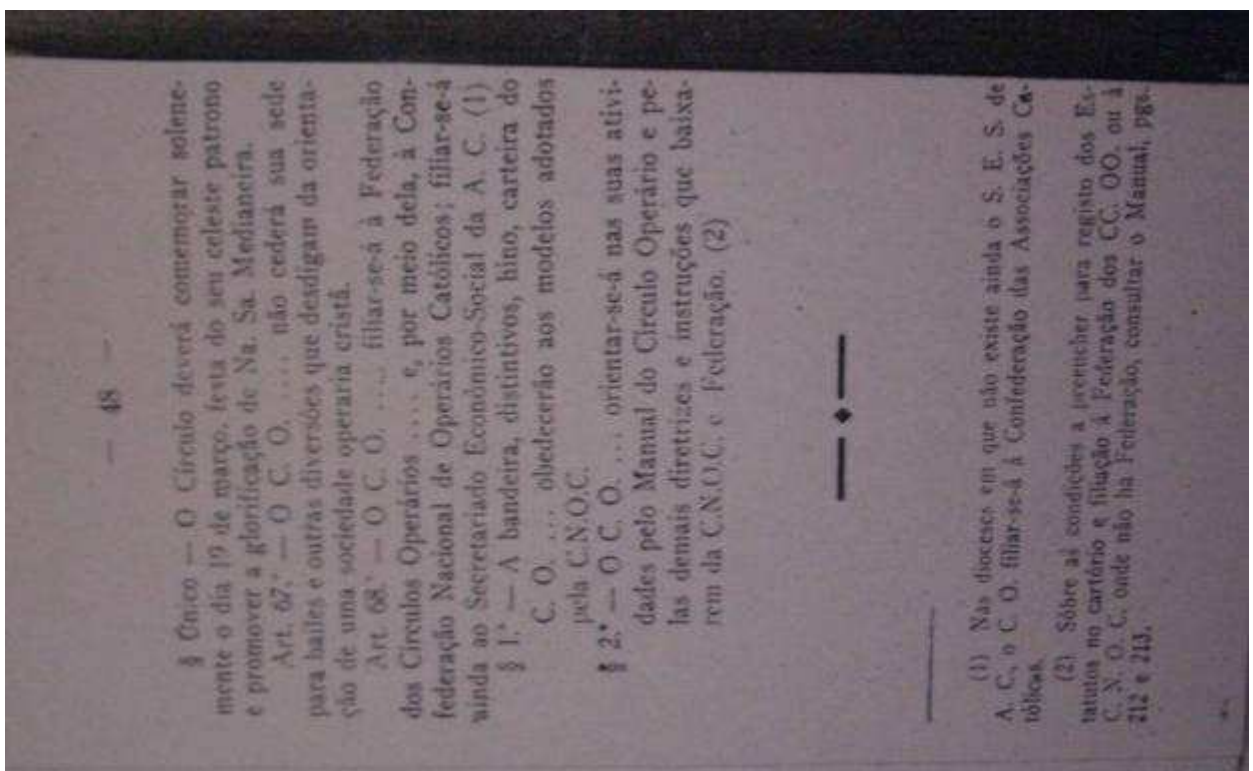 — 48 —
§ Único — O Círculo deverá comemorar solene-
mente o dia 19 de março, festa do seu celeste patrono
e promover a glorificação de Na. Sa. Medianeira.
Art. 67.° — O C. O. .... não cederá sua sede
para bailes e outras diversões que desdigam da orienta-
ção de uma sociedade operaria cristã.
Art. 68.° — O C. O. .... filiar-se-á à Federação
dos Circulos Operários .... e, por meio dela, à Con-
federação Nacional de Operários Católicos; filiar-se-á
ainda ao Secretariado Económico-Social da A. C. (1)
§ 1.° — A bandeira, distintivos, hino, carteira do
C. O. .... obedecerão aos modelos adotados
pela C.N.O.C.
§ 2.° — O C. O. ... orientar-se-á nas suas ativi-
dades pelo Manual do Circulo Operário e pe-
las demais diretrizes e instruções que baixa-
rem da C.N.O.C. e Federação. (2)
(1) Nas dioceses em que não existe ainda o S. E. S. de
A. C., o C. O. filiar-se-á à Confederação das Associações Ca-
tólicas.
(2) Sôbre as condições a preencher para registo dos Es-
tatutos no cartório e filiação à Federação dos CC. OO. ou à
C. N. O. C. onde não ha Federação, consultar o Manual, pgs.
212 e 213.